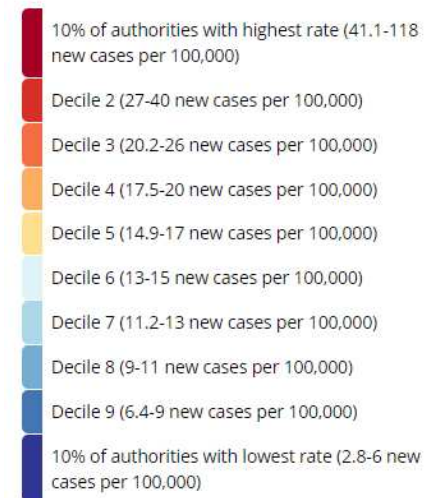 10% of authorities with highest rate (41.1-118
new cases per 100,000)
Decile 2 (27-40 new cases per 100,000)
Decile 3 (20.2-26 new cases per 100,000)
Decile 4 (17.5-20 new cases per 100,000)
Decile 5 (14.9-17 new cases per 100,000)
Decile 6 (13-15 new cases per 100,000)
Decile 7 (11.2-13 new cases per 100,000)
Decile 8 (9-11 new cases per 100,000)
Decile 9 (6.4-9 new cases per 100,000)
10% of authorities with lowest rate (2.8-6 new
cases per 100,000)